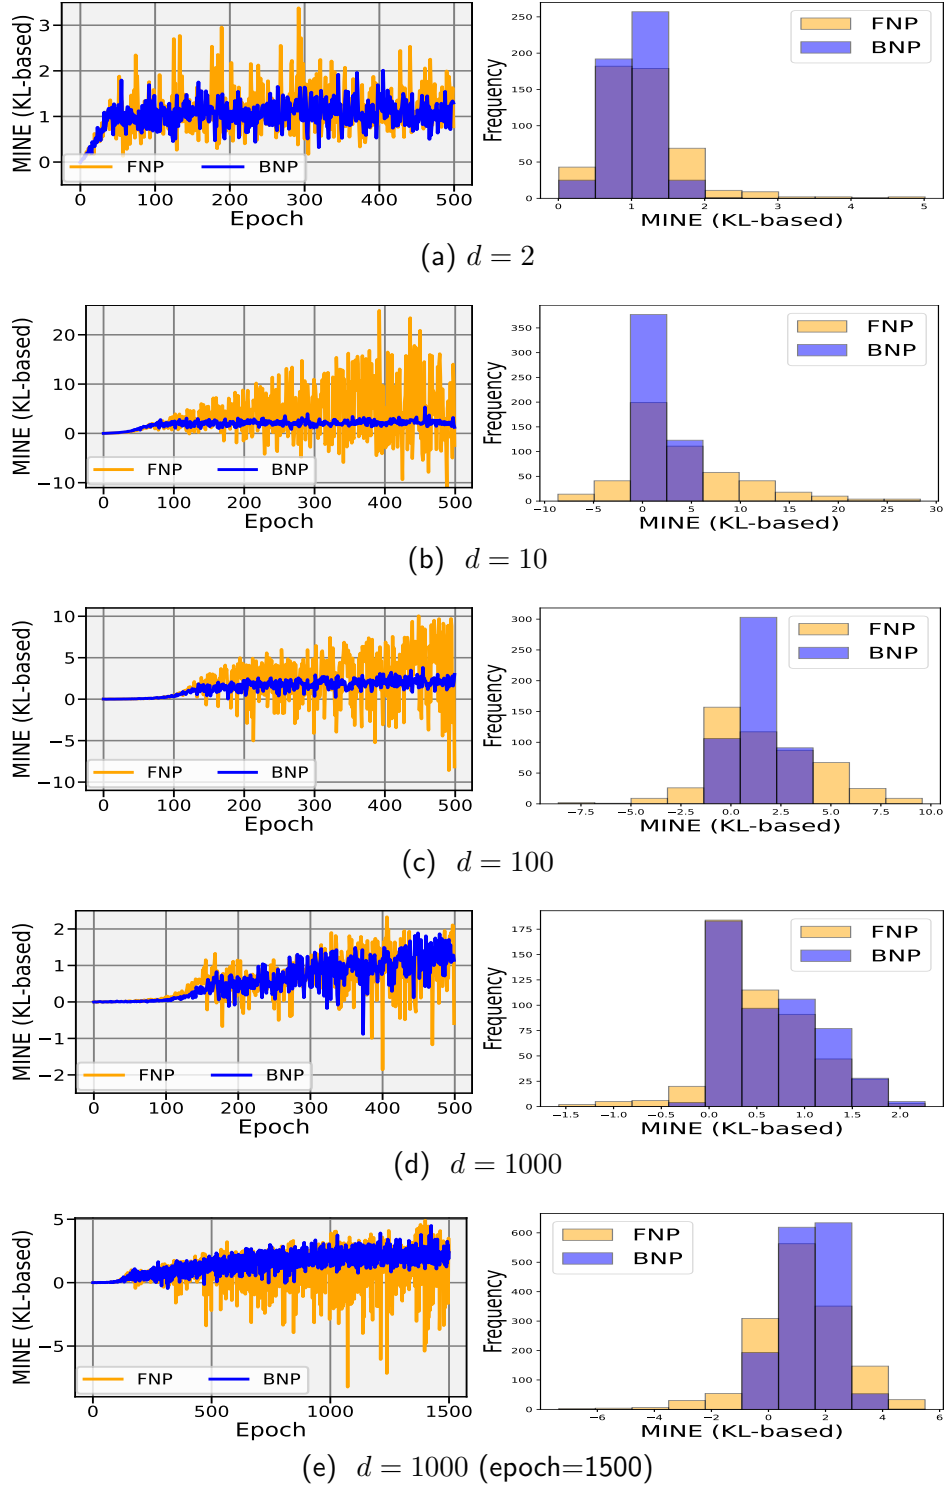 MINE (KL-based)
3
2
1
0
FNP
BNP
0 100 200 300 400 500
Epoch
Frequency
250
200
150
100
50
0
FNP
BNP
0 1 2 3 4 5
MINE (KL-based)
(a) d = 2
MINE (KL-based)
20
10
0
−10
FNP
BNP
0 100 200 300 400 500
Epoch
Frequency
350
300
250
200
150
100
50
0
FNP
BNP
−10 −5 0 5 10 15 20 25 30
MINE (KL-based)
(b) d = 10
MINE (KL-based)
10
5
0
−5
−10
FNP
BNP
0 100 200 300 400 500
Epoch
Frequency
300
250
200
150
100
50
0
FNP
BNP
−7.5 −5.0 −2.5 0.0 2.5 5.0 7.5 10.0
MINE (KL-based)
(c) d = 100
MINE (KL-based)
2
1
0
−1
−2
FNP
BNP
0 100 200 300 400 500
Epoch
Frequency
175
150
125
100
75
50
25
0
FNP
BNP
−1.5 −1.0 −0.5 0.0 0.5 1.0 1.5 2.0
MINE (KL-based)
(d) d = 1000
MINE (KL-based)
5
0
−5
FNP
BNP
0 500 1000 1500
Epoch
Frequency
600
500
400
300
200
100
0
FNP
BNP
−6 −4 −2 0 2 4 6
MINE (KL-based)
(e) d = 1000 (epoch=1500)